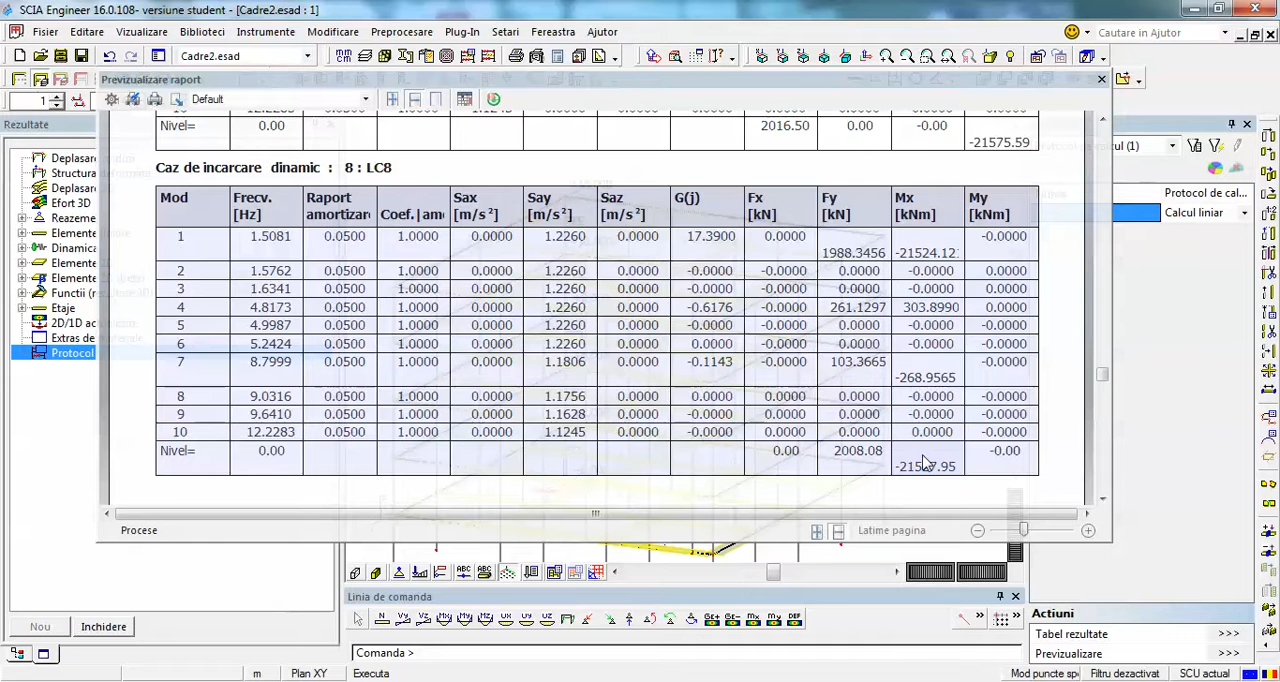 SCIA Engineer 16.0.108- versiune student - [Cadre2.esad : 1]
Fisier Editare Vizualizare Biblioteci Instrumente Modificare Preprocesare Plug-In Setari Fereastra Ajutor Cautare in Ajutor
Cadre2.esad
Previzualizare raport
1 Default
Rezultate
Nivel= 0.00 2016.50 0.00 -0.00 -21575.59
Caz de incarcare dinamic : 8 : LC8
Mod Frecv. [Hz] Raport amortizare Coef. Sax [m/s²] Say [m/s²] Saz [m/s²] G(j) Fx [kN] Fy [kN] Mx [kNm] My [kNm]
1 1.5081 0.0500 1.0000 0.0000 1.2260 0.0000 17.3900 0.0000 1988.3456 -21524.12 -0.0000
2 1.5762 0.0500 1.0000 0.0000 1.2260 0.0000 -0.0000 -0.0000 0.0000 -0.0000 0.0000
3 1.6341 0.0500 1.0000 0.0000 1.2260 0.0000 -0.0000 -0.0000 0.0000 -0.0000 0.0000
4 4.8173 0.0500 1.0000 0.0000 1.2260 0.0000 -0.6176 -0.0000 261.1297 303.8990 0.0000
5 4.9987 0.0500 1.0000 0.0000 1.2260 0.0000 -0.0000 -0.0000 0.0000 -0.0000 0.0000
6 5.2424 0.0500 1.0000 0.0000 1.2260 0.0000 0.0000 0.0000 0.0000 -0.0000 -0.0000
7 8.7999 0.0500 1.0000 0.0000 1.1806 0.0000 -0.1143 -0.0000 103.3665 -268.9565 -0.0000
8 9.0316 0.0500 1.0000 0.0000 1.1756 0.0000 0.0000 0.0000 0.0000 -0.0000 -0.0000
9 9.6410 0.0500 1.0000 0.0000 1.1628 0.0000 -0.0000 -0.0000 0.0000 -0.0000 -0.0000
10 12.2283 0.0500 1.0000 0.0000 1.1245 0.0000 -0.0000 0.0000 0.0000 0.0000 -0.0000
Nivel= 0.00 0.00 2008.08 -0.00
Procese Latime pagina
Structura
Efort 3D
Dinamica
Etaje
Extras de
Protocol
Protocol de cal...
Calcul liniar
Nou Inchidere
Linia de comanda
Comanda >
Actiuni
Tabel rezultate >>>
Previzualizare >>>
m Plan XY Executa Mod puncte Filtru dezactivat SCU actual